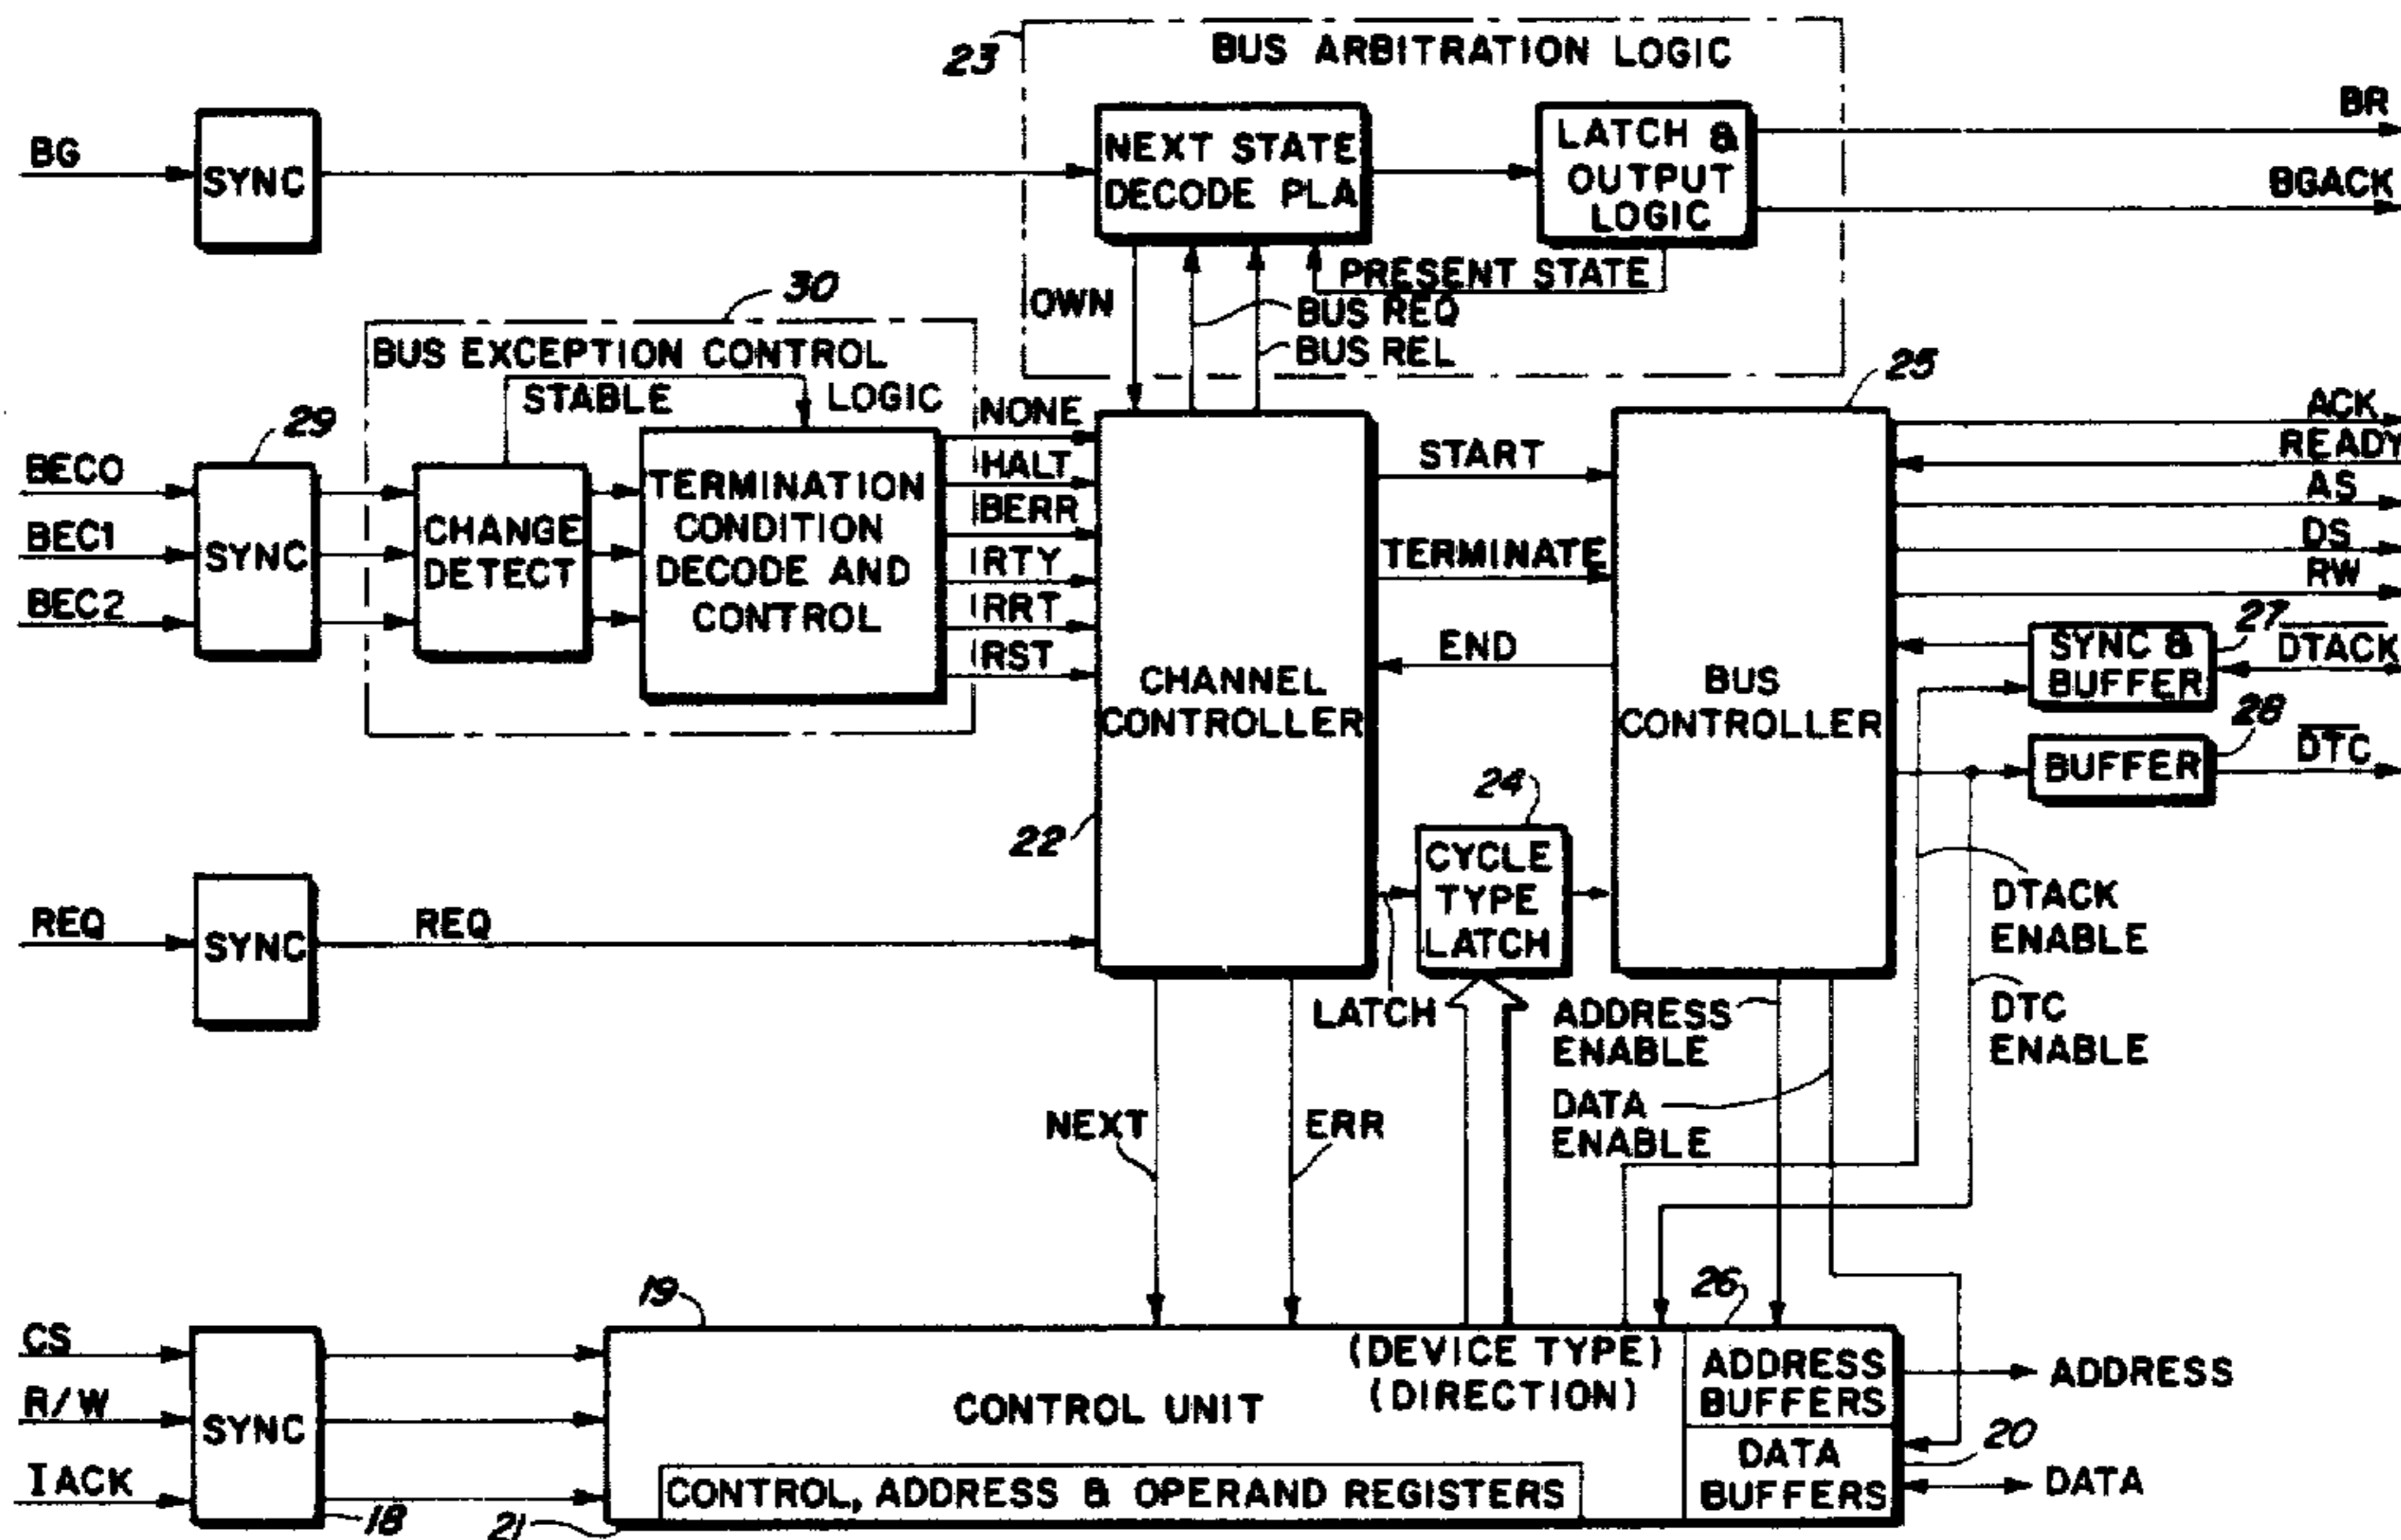 23
BUS ARBITRATION LOGIC
BR
BG
SYNC
NEXT STATE
DECODE PLA
LATCH &
OUTPUT
LOGIC
BGACK
PRESENT STATE
OWN
BUS REQ
BUS REL
30
BUS EXCEPTION CONTROL
STABLE
LOGIC
29
BEC0
BEC1
BEC2
SYNC
CHANGE
DETECT
TERMINATION
CONDITION
DECODE AND
CONTROL
NONE
HALT
BERR
RTY
RRT
RST
CHANNEL
CONTROLLER
22
START
TERMINATE
END
25
BUS
CONTROLLER
ACK
READY
AS
DS
RW
27
SYNC &
BUFFER
DTACK
28
BUFFER
DTC
24
CYCLE
TYPE
LATCH
LATCH
REQ
SYNC
REQ
DTACK
ENABLE
DTC
ENABLE
ADDRESS
ENABLE
DATA
ENABLE
NEXT
ERR
19
26
CS
R/W
IACK
SYNC
18
(DEVICE TYPE)
(DIRECTION)
CONTROL UNIT
CONTROL, ADDRESS & OPERAND REGISTERS
21
ADDRESS
BUFFERS
ADDRESS
DATA
BUFFERS
20
DATA